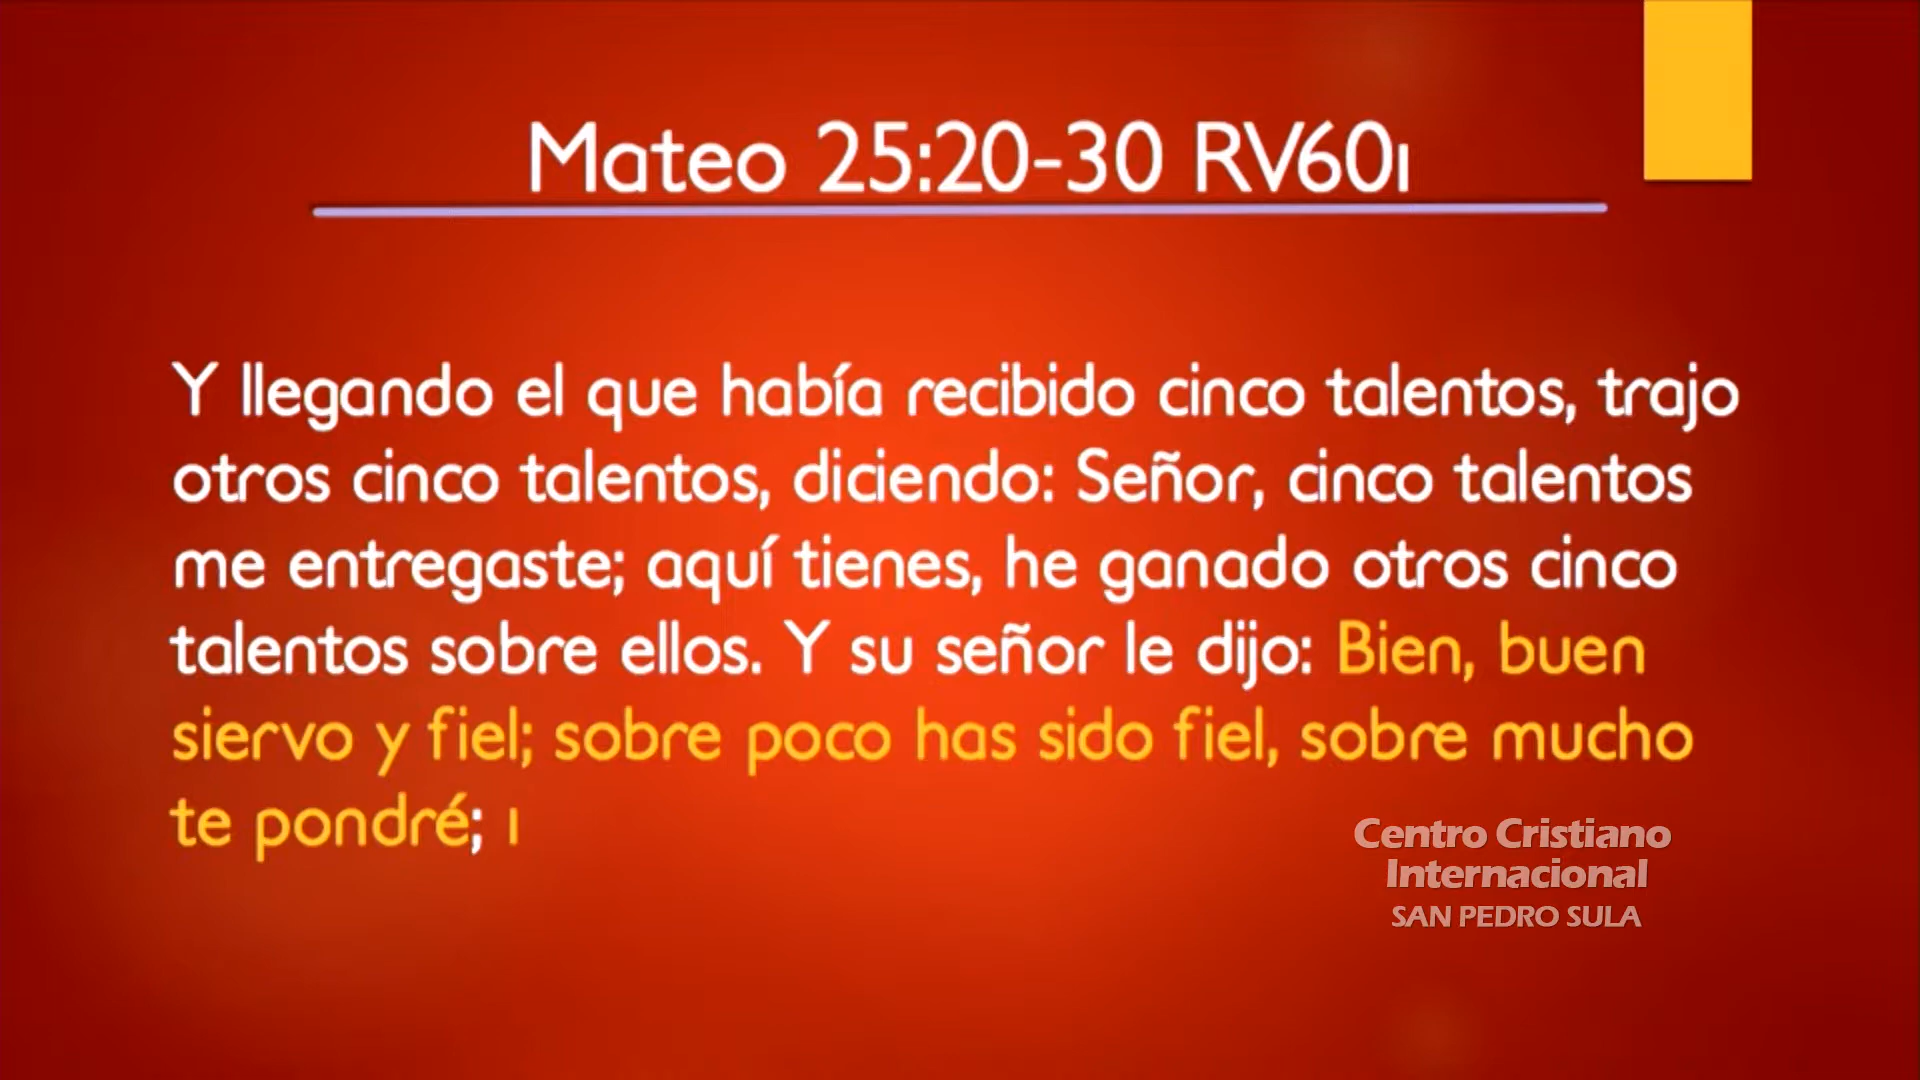 Mateo 25:20-30 RV60ı
Y llegando el que había recibido cinco talentos, trajo
otros cinco talentos, diciendo: Señor, cinco talentos
me entregaste; aquí tienes, he ganado otros cinco
talentos sobre ellos. Y su señor le dijo: Bien, buen
siervo y fiel; sobre poco has sido fiel, sobre mucho
te pondré; ı
Centro Cristiano
Internacional
SAN PEDRO SULA